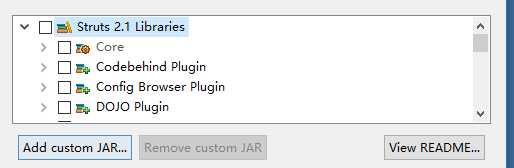 Struts 2.1 Libraries
Core
Codebehind Plugin
Config Browser Plugin
DOJO Plugin
Add custom JAR... Remove custom JAR View README...